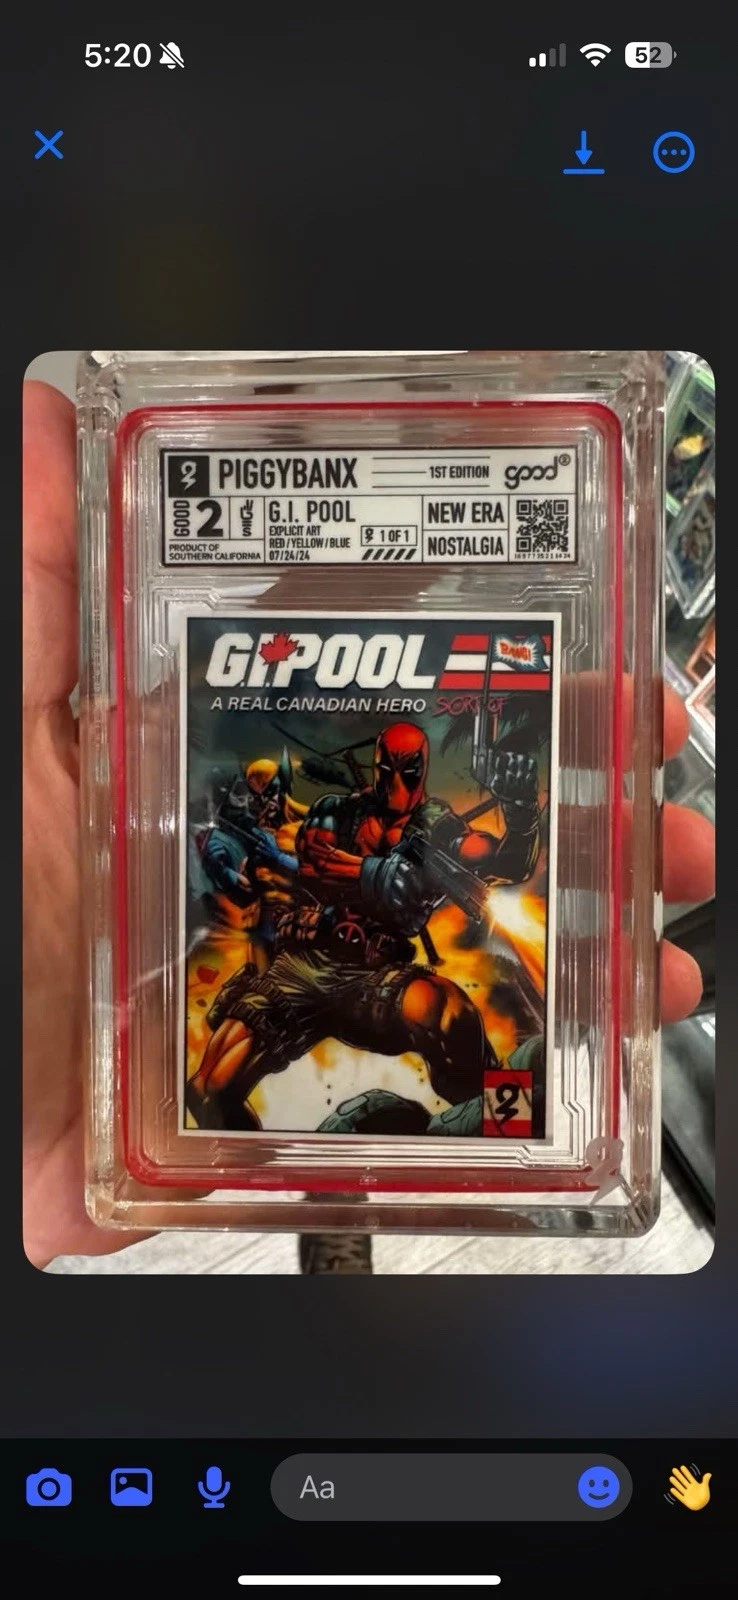 5:20
52
PIGGYBANX
1ST EDITION
good
GOOD
2
G.I. POOL
EXPLICIT ART
RED/YELLOW/BLUE
07/24/24
1 OF 1
NEW ERA
NOSTALGIA
PRODUCT OF
SOUTHERN CALIFORNIA
G.I.POOL
BANG!
A REAL CANADIAN HERO SORT OF
Aa